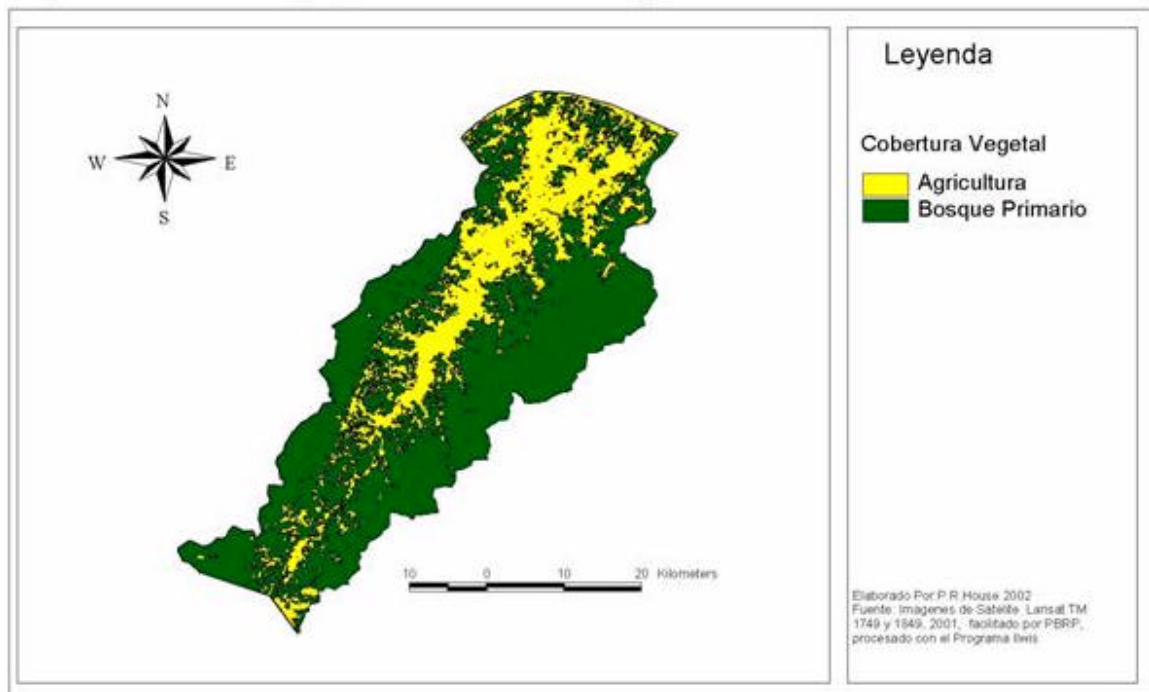 N
W E
S
10 0 10 20 Kilometers
Leyenda
Cobertura Vegetal
Agricultura
Bosque Primario
Elaborado Por P R House 2002
Fuente: Imagenes de Satelite Lansat TM
1749 y 1849, 2001, facilitado por PBRP,
procesado con el Programa Ilwis